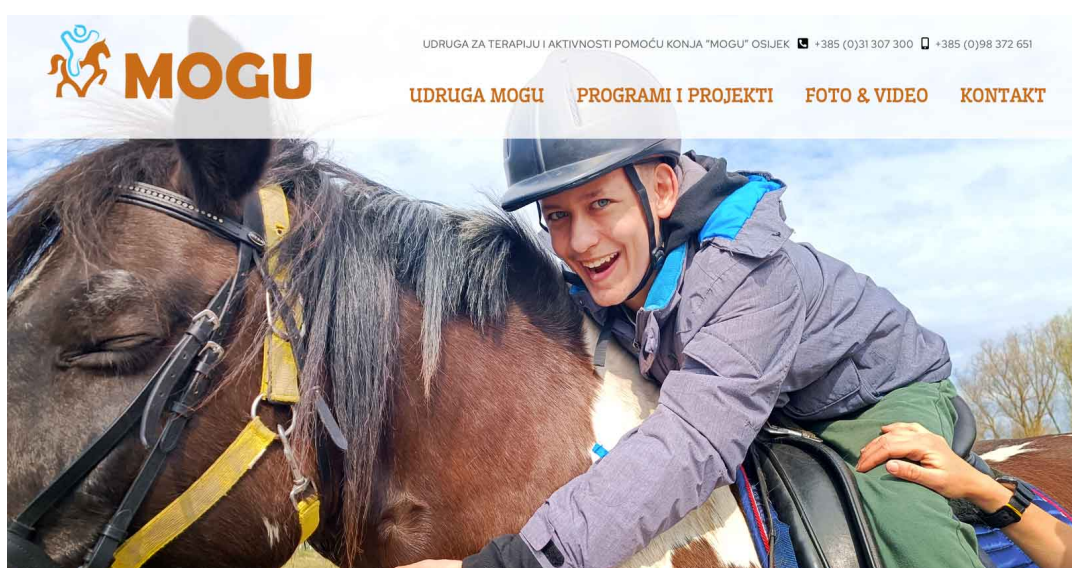 MOGU
UDRUGA ZA TERAPIJU I AKTIVNOSTI POMOĆU KONJA "MOGU" OSIJEK +385 (0)31 307 300 +385 (0)98 372 651
UDRUGA MOGU PROGRAMI I PROJEKTI FOTO & VIDEO KONTAKT